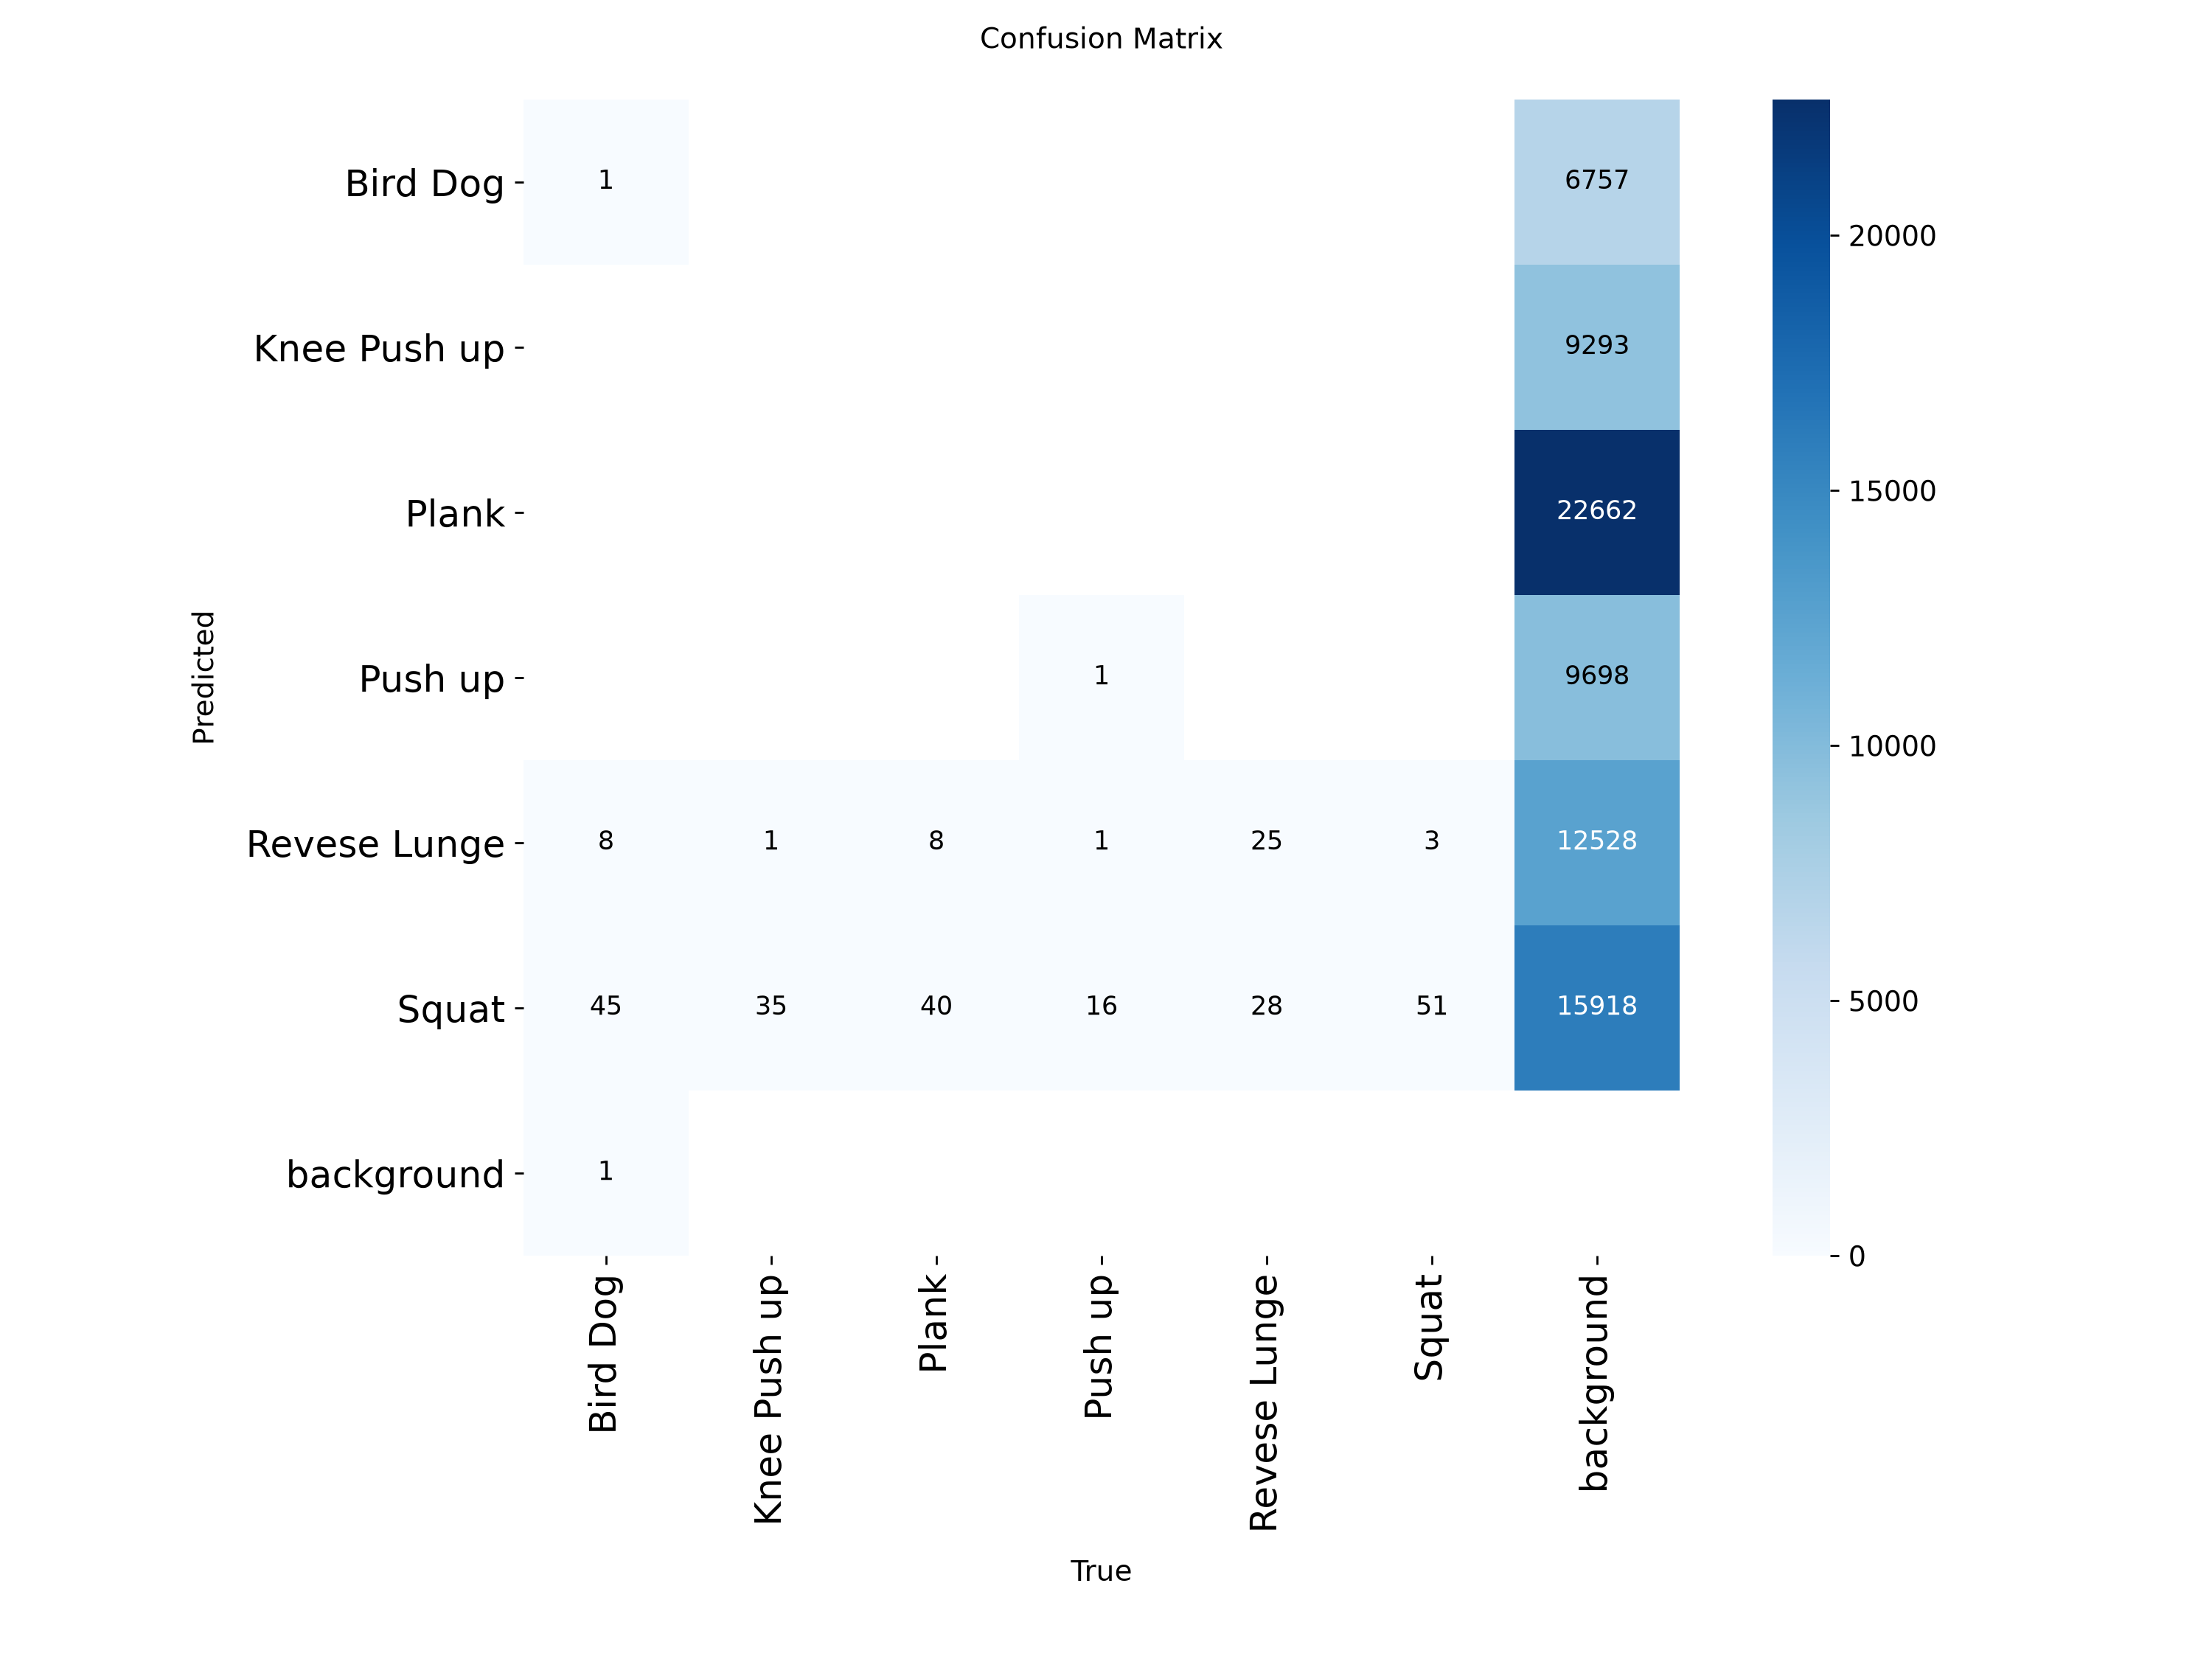 Confusion Matrix
Bird Dog 1 6757
20000
Knee Push up 9293
15000
Plank 22662
Predicted
Push up 1 9698
10000
Revese Lunge 8 1 8 1 25 3 12528
5000
Squat 45 35 40 16 28 51 15918
background 1
0
Bird Dog Knee Push up Plank Push up Revese Lunge Squat background
True